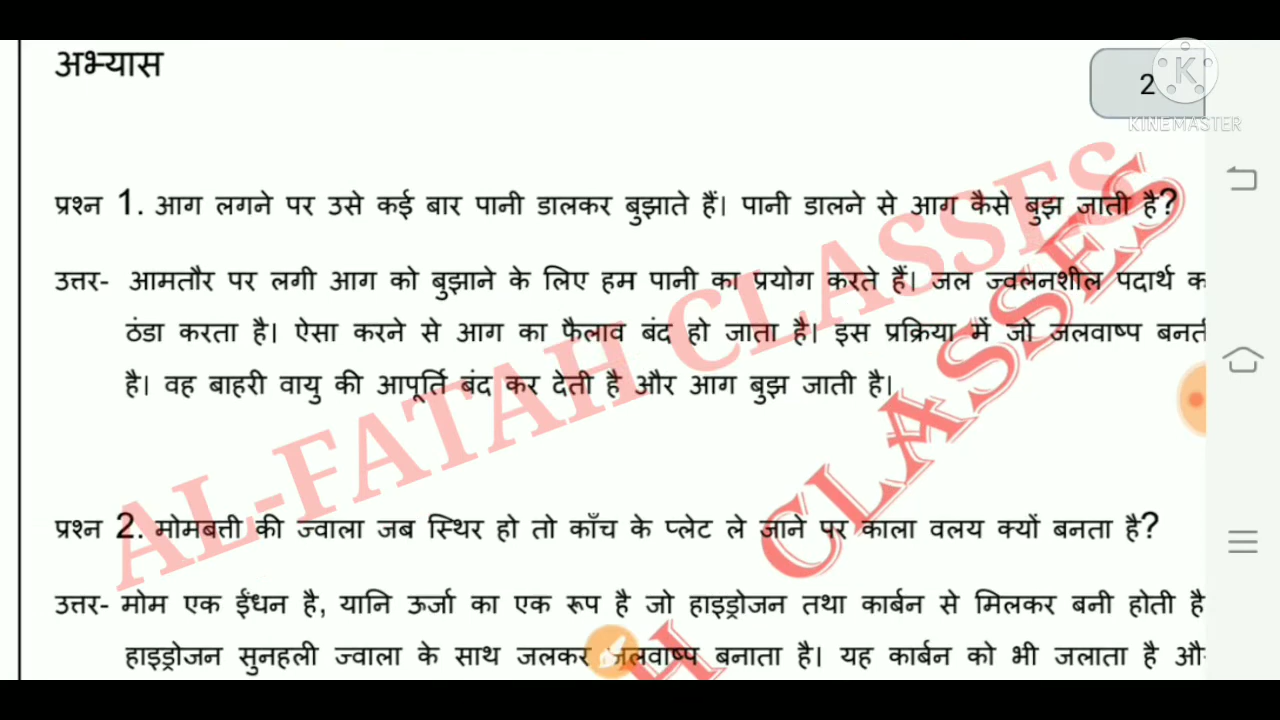 अभ्यास
2
KINEMASTER
प्रश्न 1. आग लगने पर उसे कई बार पानी डालकर बुझाते हैं। पानी डालने से आग कैसे बुझ जाती है?
उत्तर- आमतौर पर लगी आग को बुझाने के लिए हम पानी का प्रयोग करते हैं। जल ज्वलनशील पदार्थ क
ठंडा करता है। ऐसा करने से आग का फैलाव बंद हो जाता है। इस प्रक्रिया में जो जलवाष्प बनती
है। वह बाहरी वायु की आपूर्ति बंद कर देती है और आग बुझ जाती है।
AL-FATAH CLASSES
CLASSES
प्रश्न 2. मोमबत्ती की ज्वाला जब स्थिर हो तो काँच के प्लेट ले जाने पर काला वलय क्यों बनता है?
उत्तर- मोम एक ईंधन है, यानि ऊर्जा का एक रूप है जो हाइड्रोजन तथा कार्बन से मिलकर बनी होती है
हाइड्रोजन सुनहली ज्वाला के साथ जलकर जलवाष्प बनाता है। यह कार्बन को भी जलाता है औ